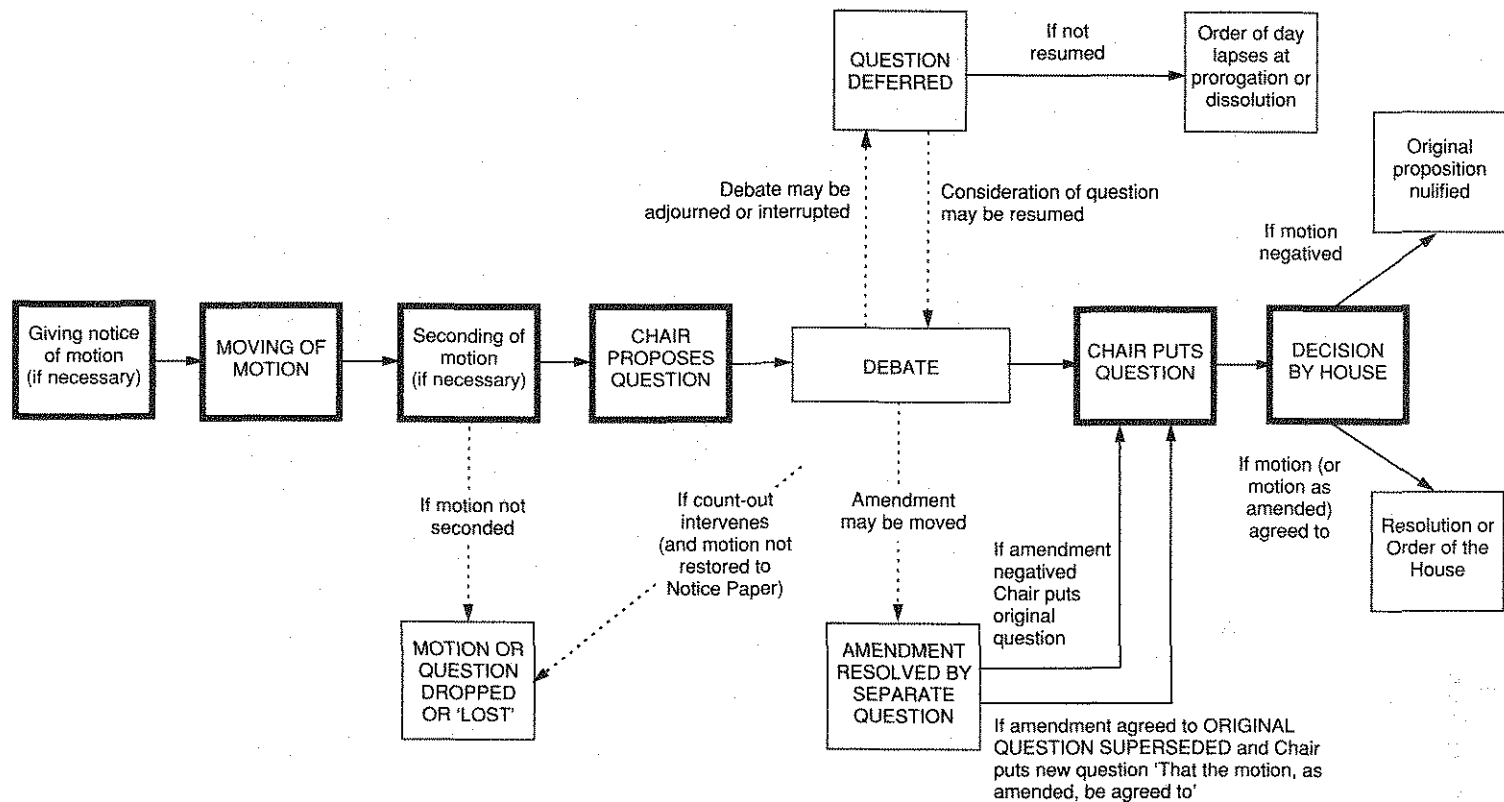 QUESTION
DEFERRED
If not
resumed
Order of day
lapses at
prorogation or
dissolution
Original
proposition
nulified
Debate may be
adjourned or interrupted
Consideration of question
may be resumed
If motion
negatived
Giving notice
of motion
(if necessary)
MOVING OF
MOTION
Seconding of
motion
(if necessary)
CHAIR
PROPOSES
QUESTION
DEBATE
CHAIR PUTS
QUESTION
DECISION
BY HOUSE
If motion not
seconded
If count-out
intervenes
(and motion not
restored to
Notice Paper)
Amendment
may be moved
If amendment
negatived
Chair puts
original
question
If motion (or
motion as
amended)
agreed to
Resolution or
Order of the
House
MOTION OR
QUESTION
DROPPED
OR 'LOST'
AMENDMENT
RESOLVED BY
SEPARATE
QUESTION
If amendment agreed to ORIGINAL
QUESTION SUPERSEDED and Chair
puts new question 'That the motion, as
amended, be agreed to'